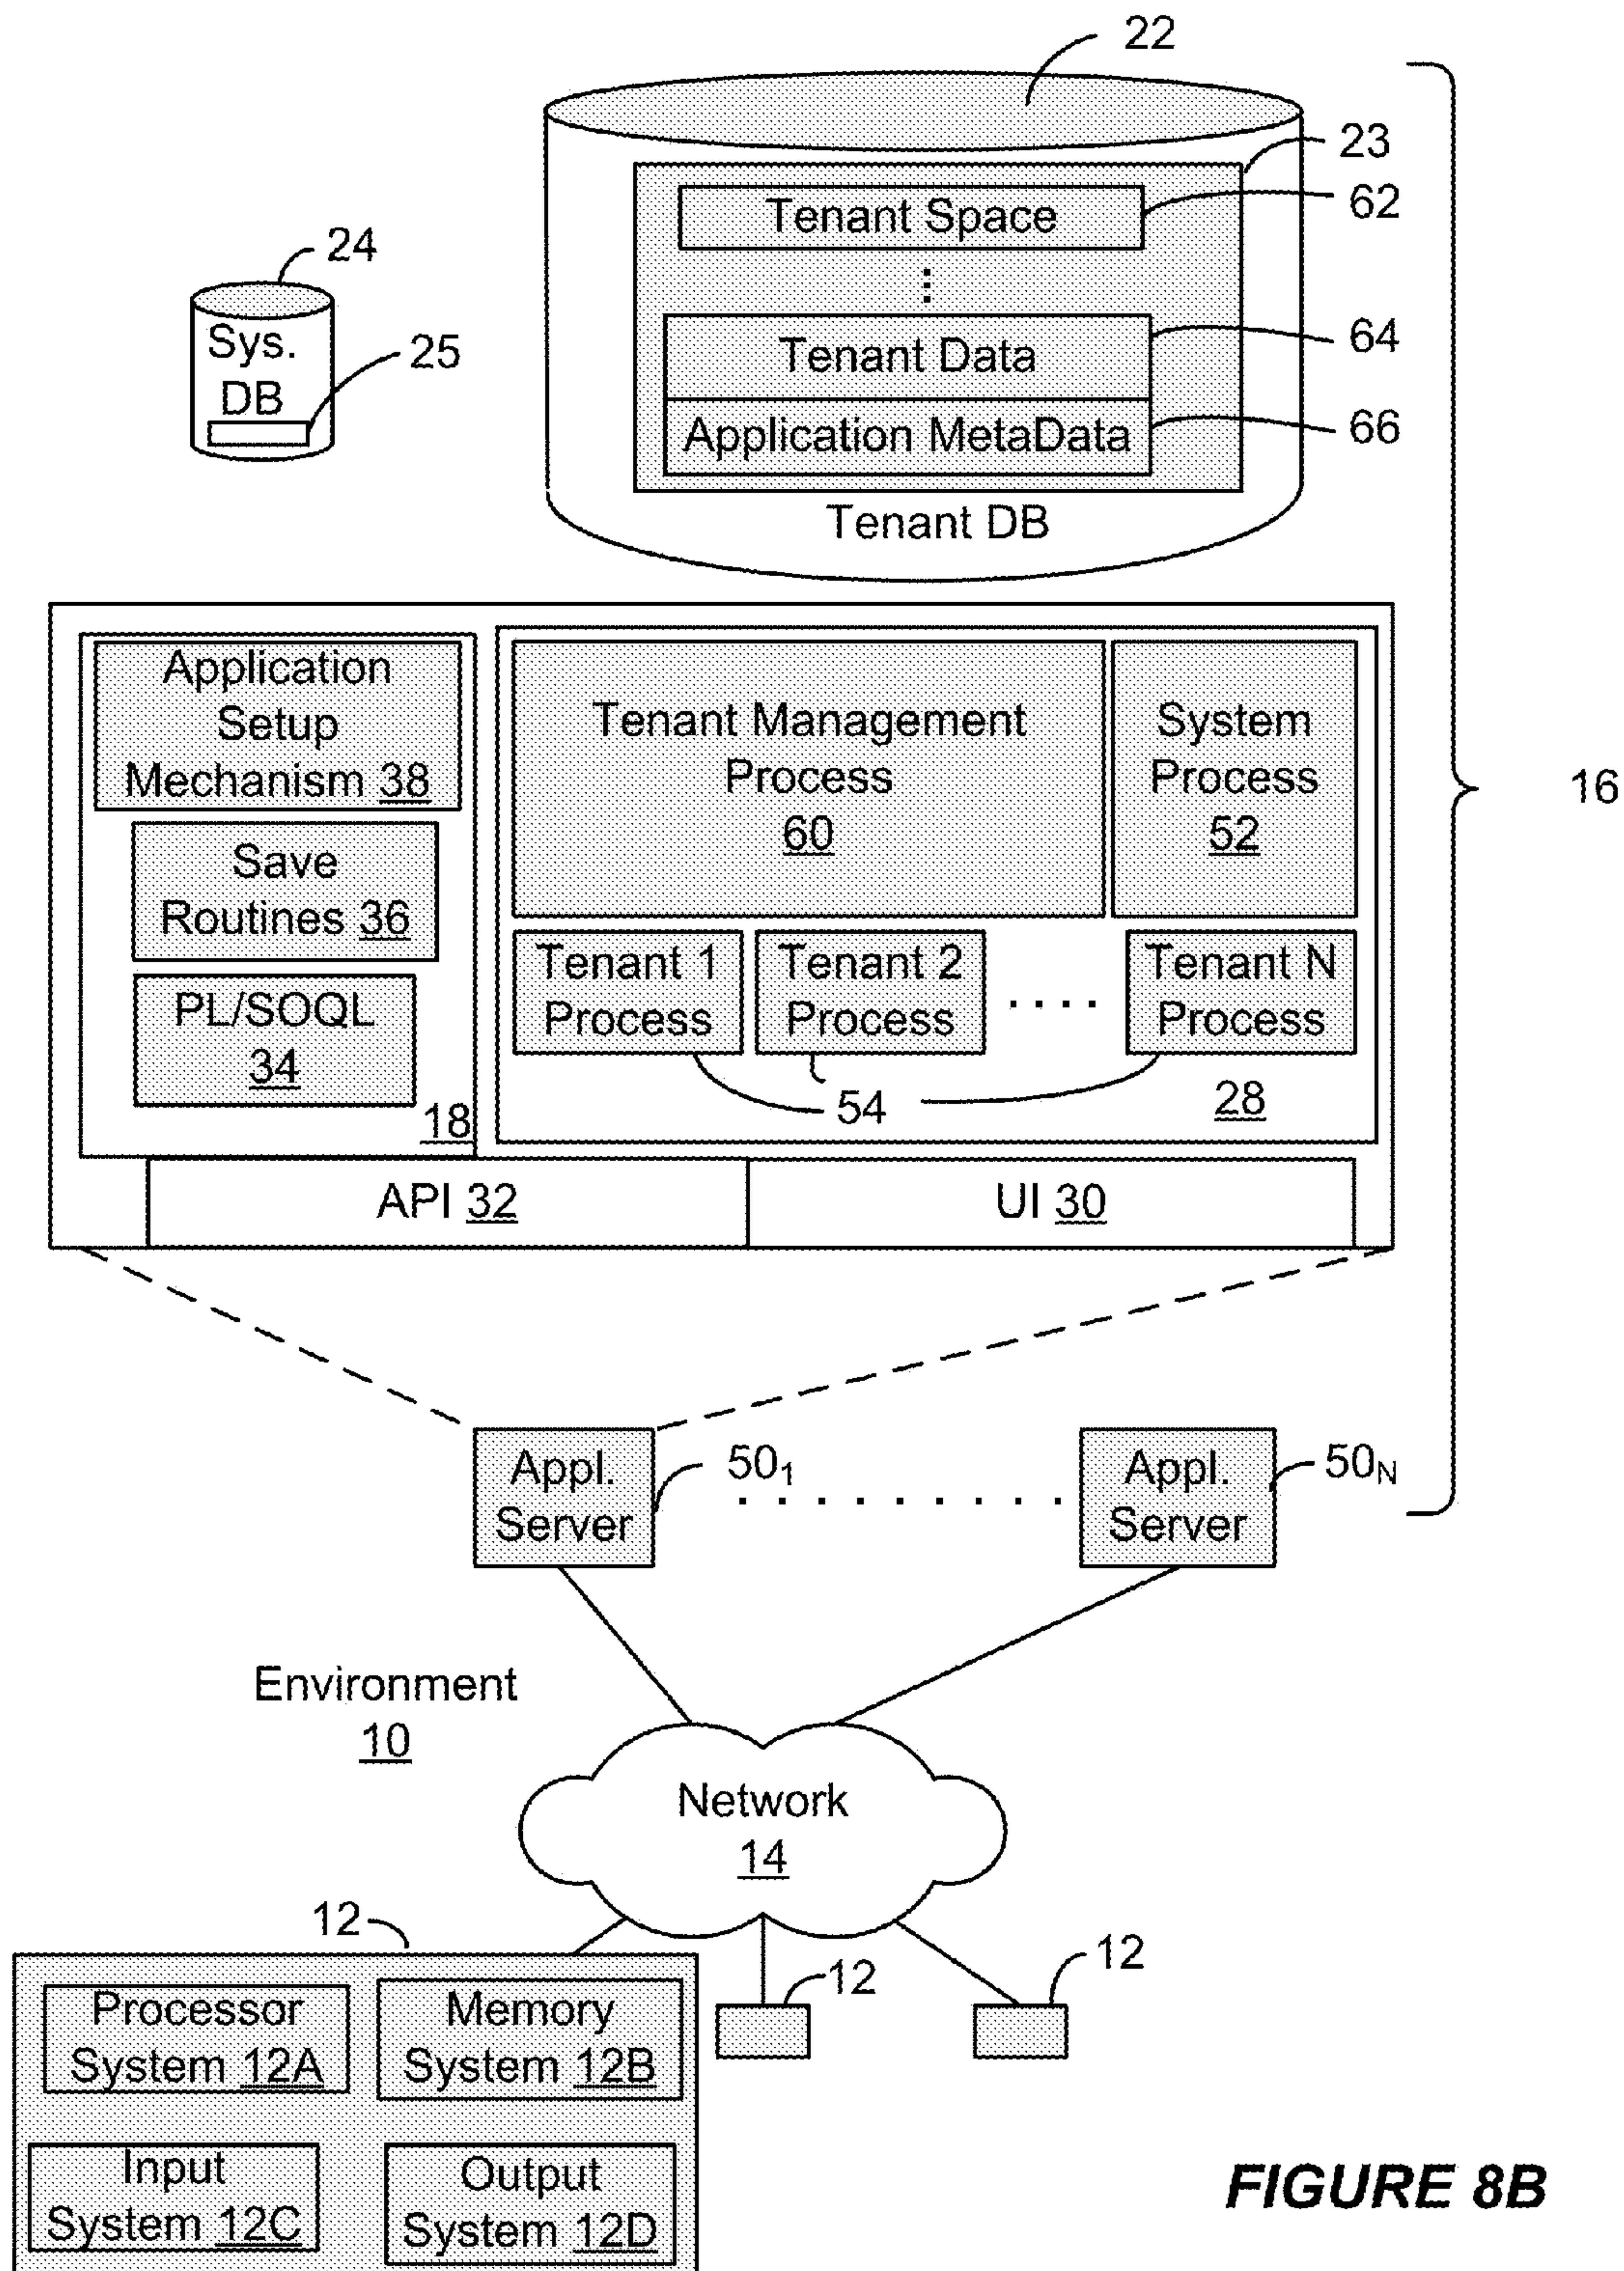 22
23
Tenant Space
62
24
Sys.
DB
25
Tenant Data
64
Application MetaData
66
Tenant DB
16
Application
Setup
Mechanism 38
Tenant Management
Process
60
System
Process
52
Save
Routines 36
PL/SOQL
34
18
Tenant 1
Process
Tenant 2
Process
Tenant N
Process
54
28
API 32
UI 30
Appl.
Server
50₁
Appl.
Server
50N
Environment
10
Network
14
12
12
12
Processor
System 12A
Memory
System 12B
Input
System 12C
Output
System 12D
FIGURE 8B